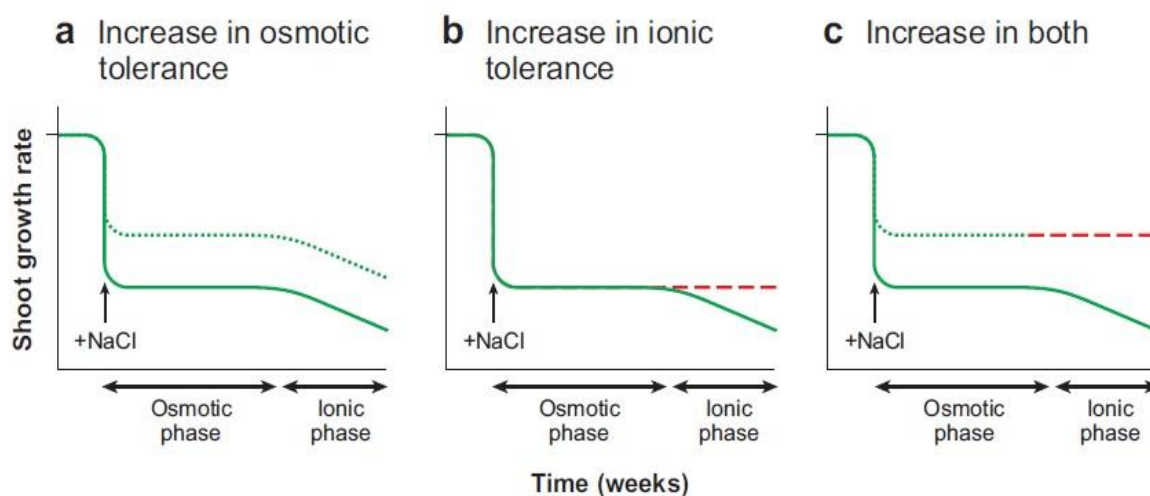 a Increase in osmotic
tolerance
b Increase in ionic
tolerance
c Increase in both
Shoot growth rate
+NaCl
+NaCl
+NaCl
Osmotic
phase
Ionic
phase
Osmotic
phase
Ionic
phase
Osmotic
phase
Ionic
phase
Time (weeks)